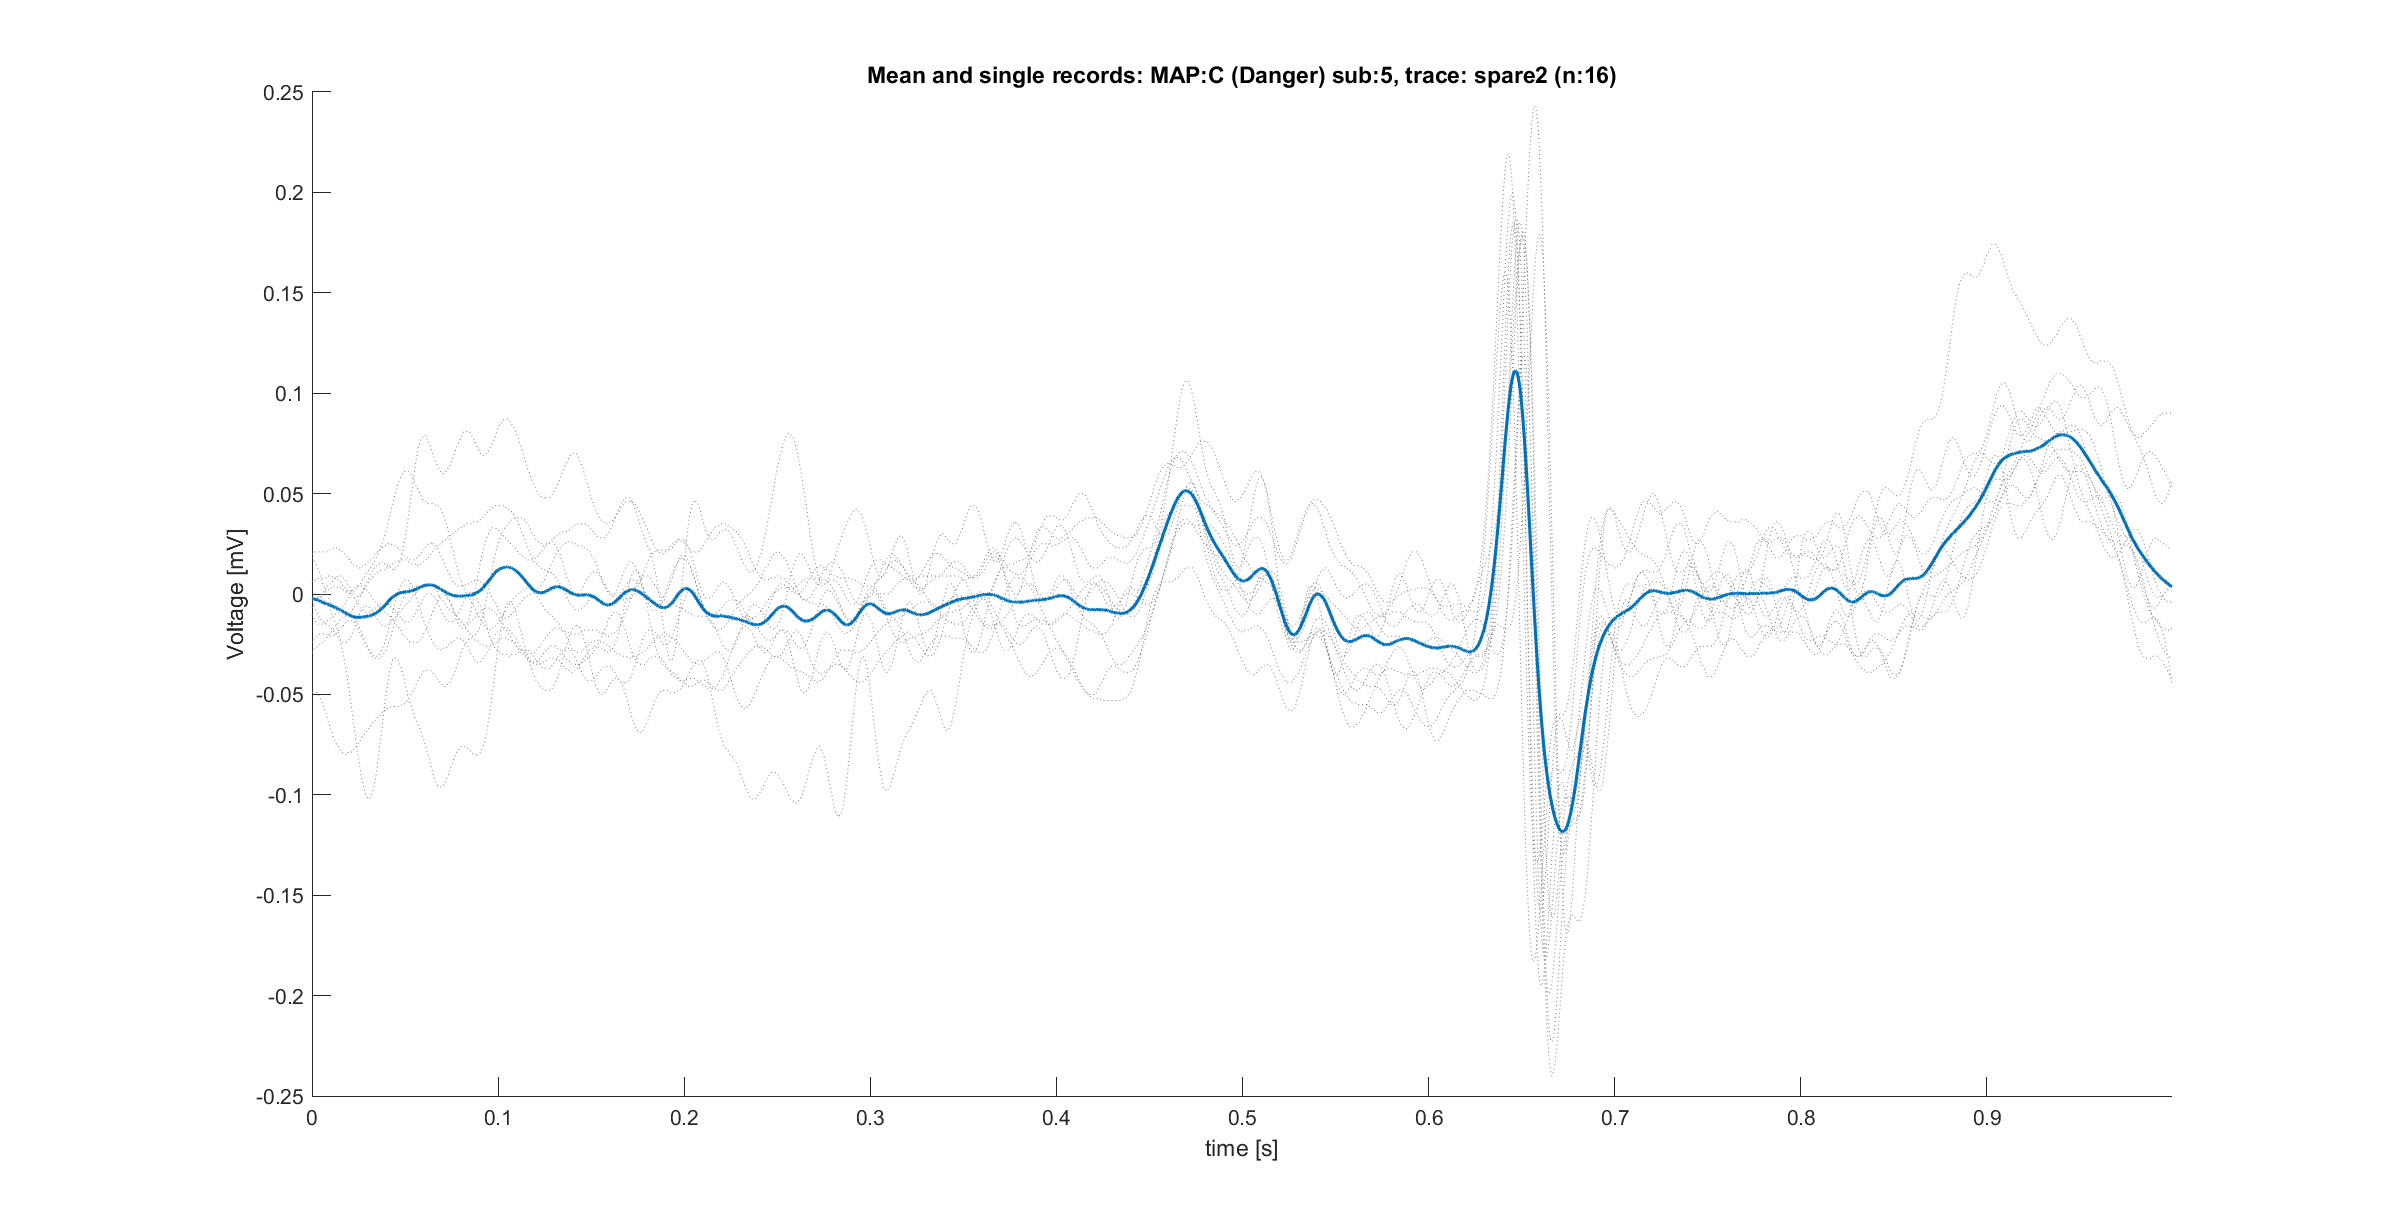 Mean and single records: MAP:C (Danger) sub:5, trace: spare2 (n:16)
Voltage [mV]
0.25
0.2
0.15
0.1
0.05
0
-0.05
-0.1
-0.15
-0.2
-0.25
0 0.1 0.2 0.3 0.4 0.5 0.6 0.7 0.8 0.9
time [s]